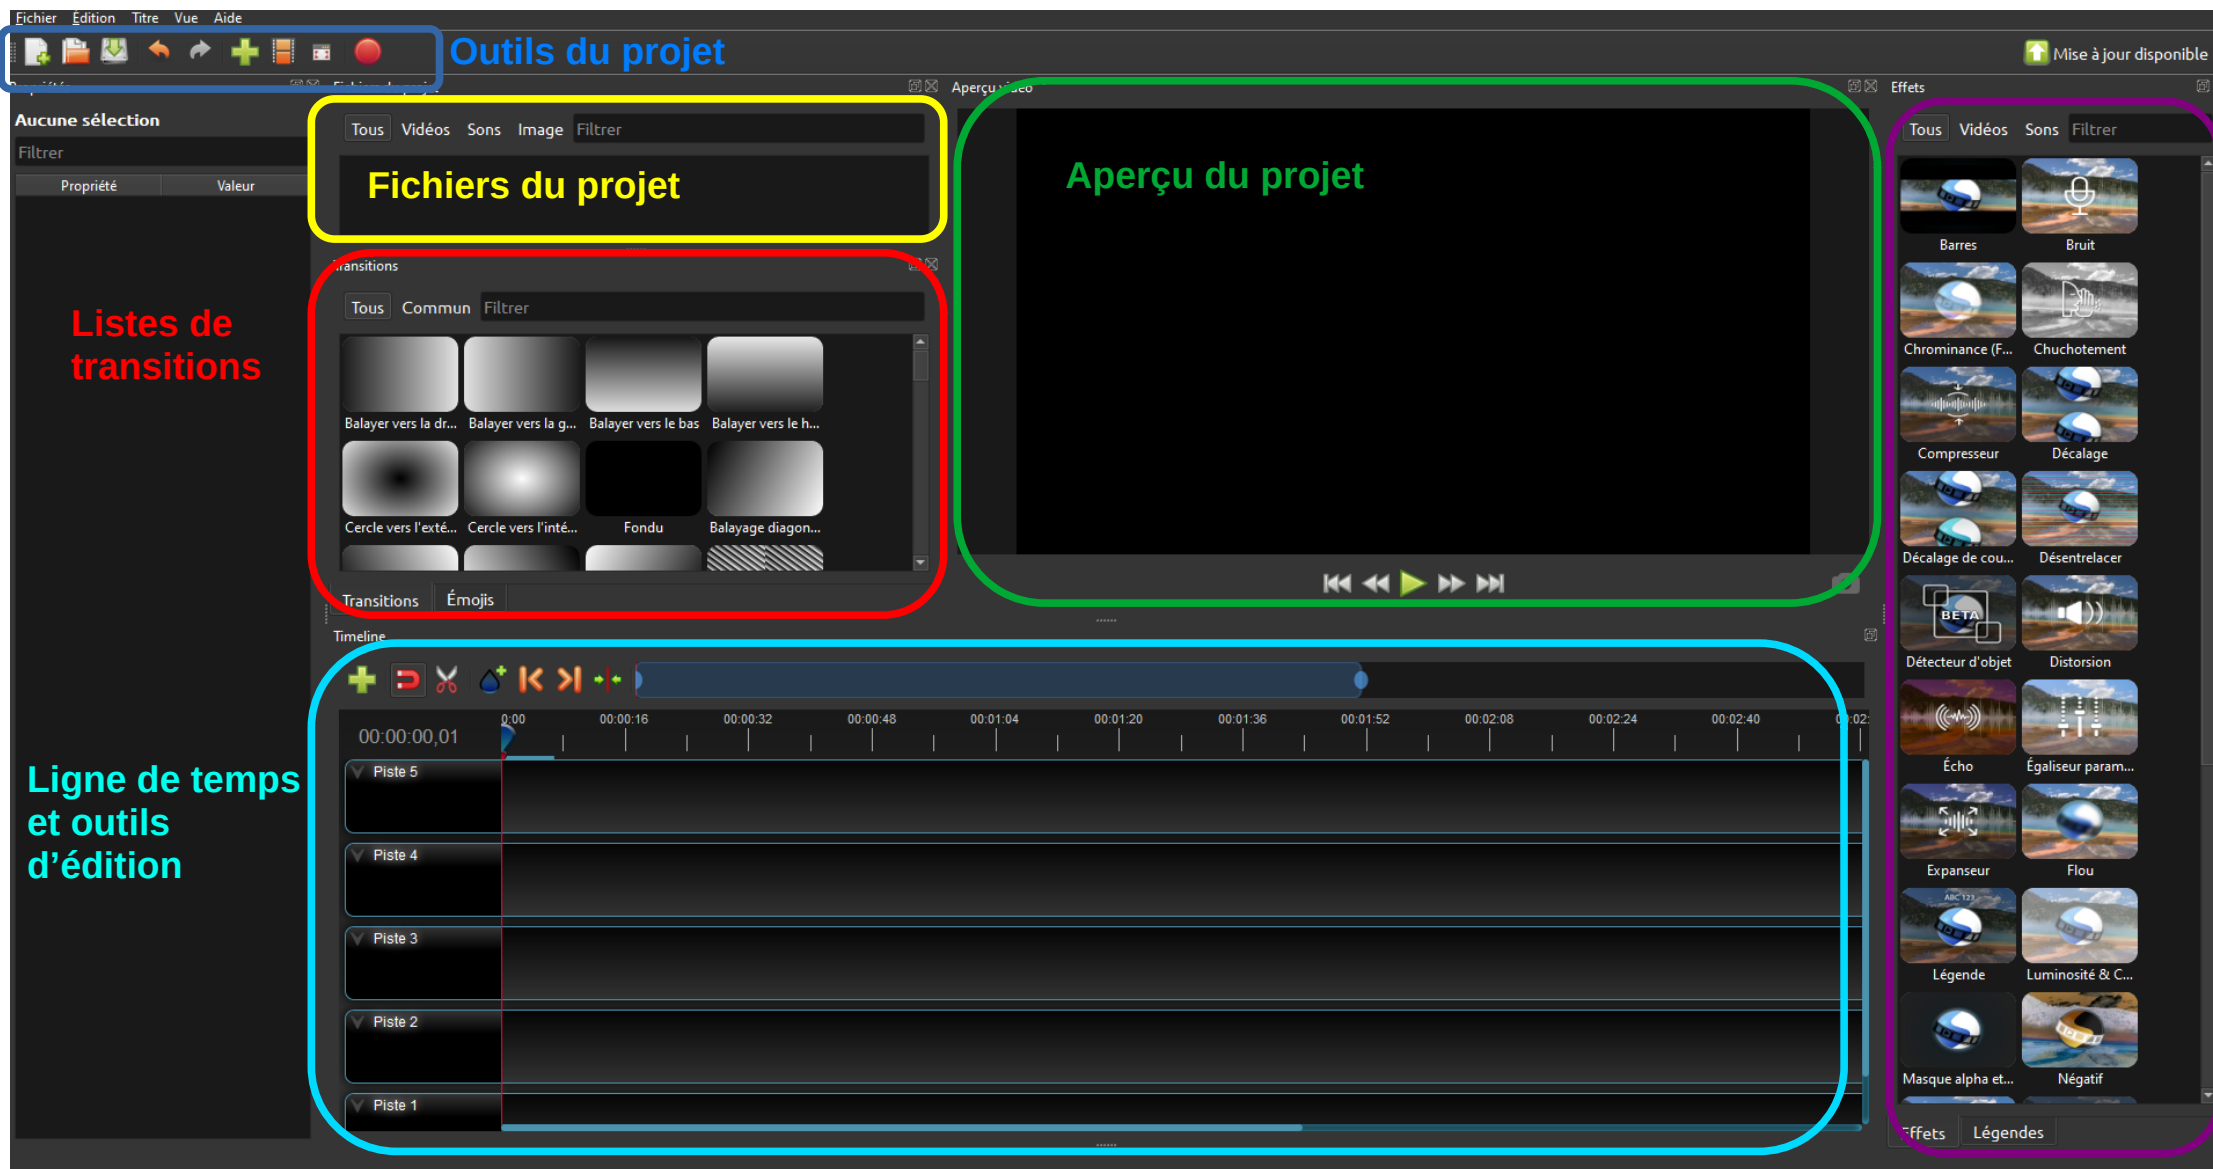 Fichier Édition Titre Vue Aide
Outils du projet
Mise à jour disponible
Aperçu vidéo
Effets
Aucune sélection
Filtrer
Propriété Valeur
Tous Vidéos Sons Image Filtrer
Fichiers du projet
Aperçu du projet
Tous Vidéos Sons Filtrer
Transitions
Tous Commun Filtrer
Listes de
transitions
Balayer vers la dr... Balayer vers la g... Balayer vers le bas Balayer vers le h...
Cercle vers l'exté... Cercle vers l'inté... Fondu Balayage diagon...
Transitions Émojis
Barres Bruit
Chrominance (F... Chuchotement
Compresseur Décalage
Décalage de cou... Désentrelacer
BETA
Détecteur d'objet Distorsion
Écho Égaliseur param...
Expanseur Flou
ABC 123
Légende Luminosité & C...
Masque alpha et... Négatif
Effets Légendes
Timeline
00:00:00,01
0:00 00:00:16 00:00:32 00:00:48 00:01:04 00:01:20 00:01:36 00:01:52 00:02:08 00:02:24 00:02:40
Ligne de temps
et outils
d'édition
Piste 5
Piste 4
Piste 3
Piste 2
Piste 1